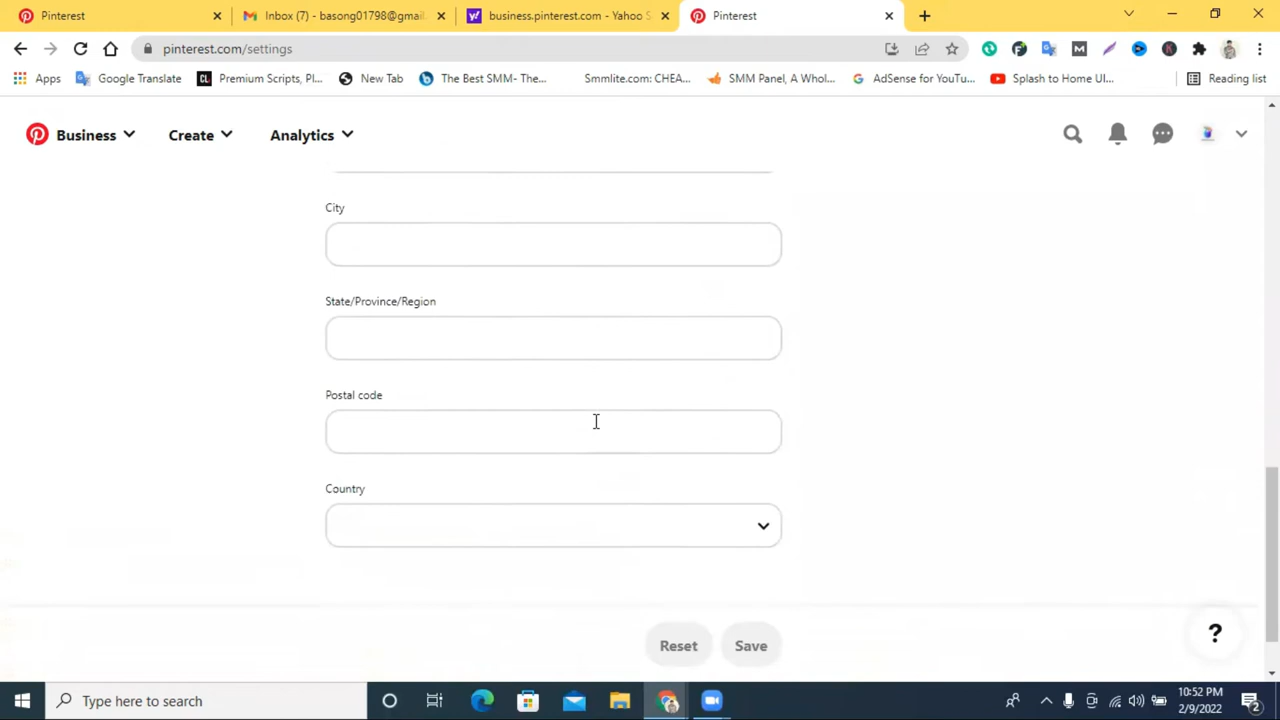 Pinterest
Inbox (7) - basong01798@gmail.
business.pinterest.com - Yahoo S
Pinterest
pinterest.com/settings
Apps
Google Translate
Premium Scripts, Pl...
New Tab
The Best SMM- The...
Smmlite.com: CHEA...
SMM Panel, A Whol...
AdSense for YouTu...
Splash to Home UI...
Reading list
Business
Create
Analytics
City
State/Province/Region
Postal code
Country
Reset
Save
?
Type here to search
10:52 PM
2/9/2022
2